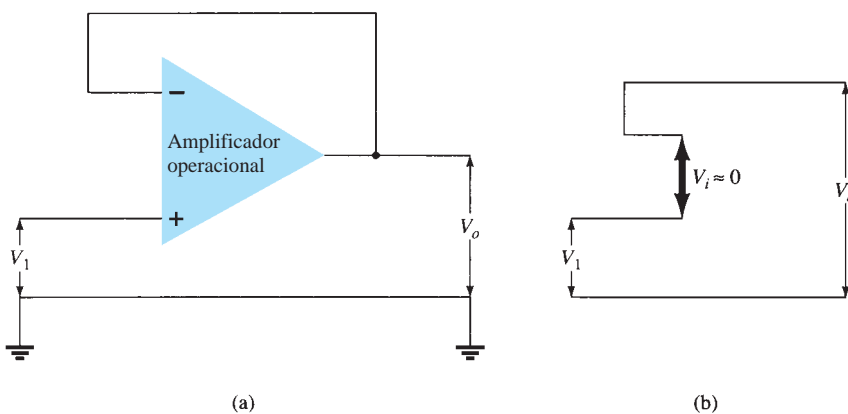 −
Amplificador
operacional
+
V₁
Vₒ
(a)
Vᵢ ≈ 0
V₁
V
(b)